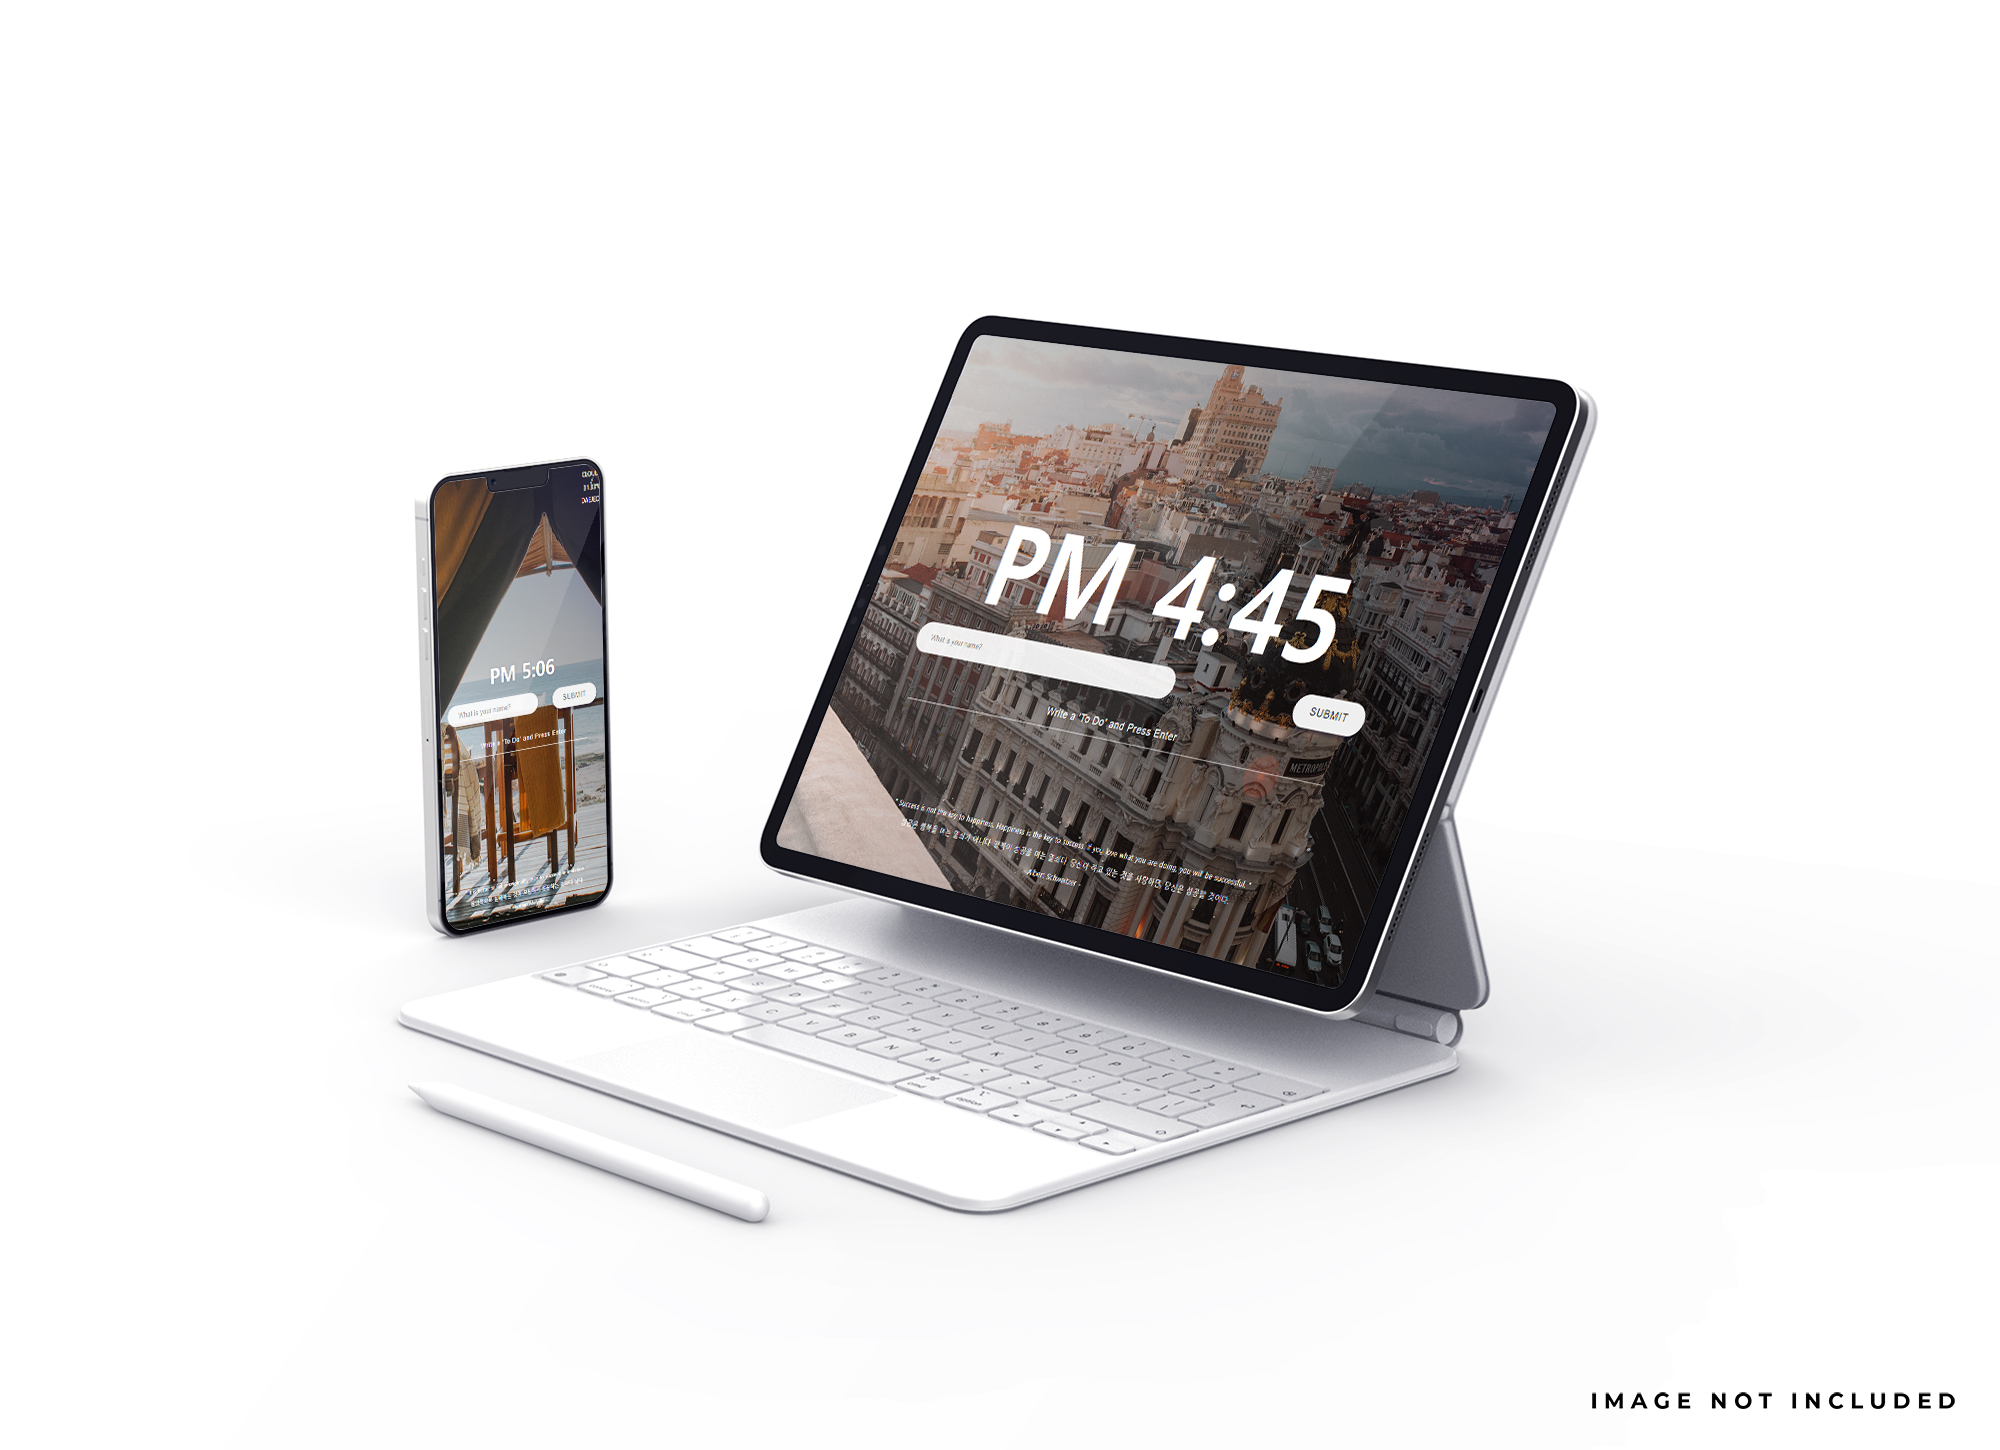 PM 5:06
What is your name?
SUBMIT
Write a 'To Do' and Press Enter
PM 4:45
What is your name?
SUBMIT
Write a 'To Do' and Press Enter
METROPOLIS
" Success is not the key to happiness. Happiness is the key to success. If you love what you are doing, you will be successful. "
성공은 행복을 여는 열쇠가 아니다. 행복이 성공을 여는 열쇠다. 당신이 하고 있는 것을 사랑하면, 당신은 성공할 것이다.
- Albert Schweitzer -
control
option
cmd
cmd
option
IMAGE NOT INCLUDED